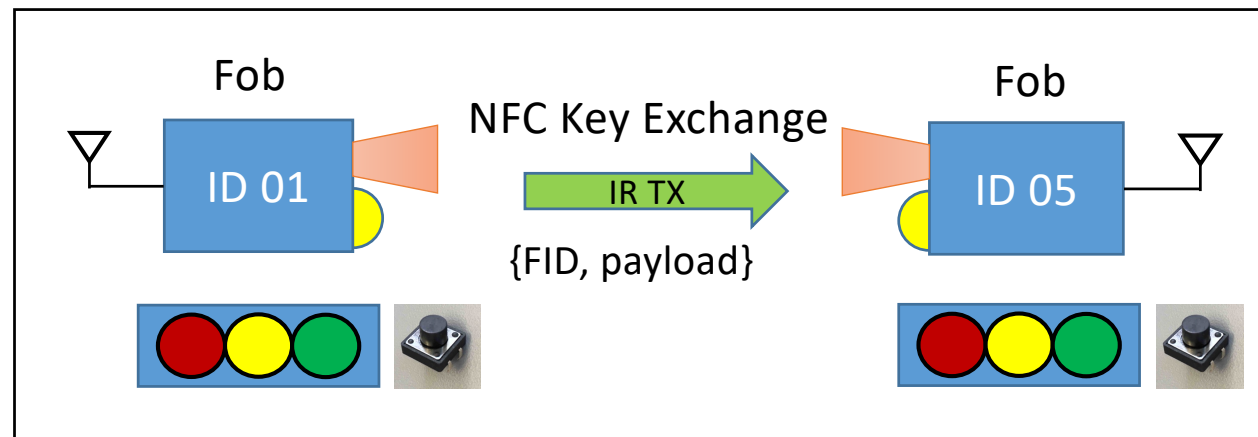 Fob
Fob
NFC Key Exchange
ID 01
IR TX
ID 05
{FID, payload}